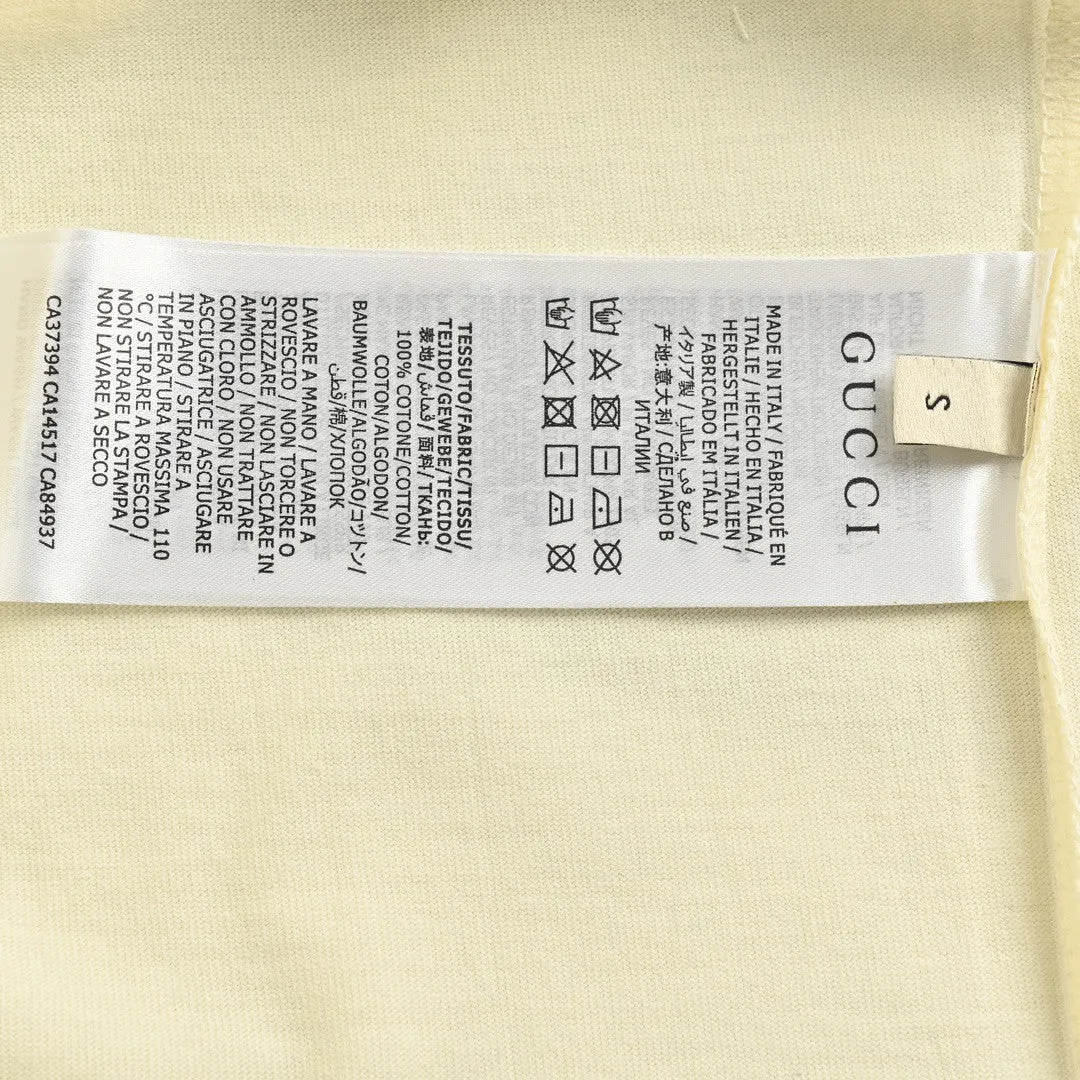 GUCCI
S
MADE IN ITALY / FABRIQUÉ EN
ITALIE / HECHO EN ITALIA /
HERGESTELLT IN ITALIEN /
FABRICADO EM ITÁLIA /
イタリア製 / صنع في ايطاليا /
产地:意大利 / СДЕЛАНО В
ИТАЛИИ
TESSUTO/FABRIC/TISSU/
TEJIDO/GEWEBE/TECIDO/
表地/قماش/ 面料/ ТКАНЬ:
100% COTONE/COTTON/
COTON/ALGODON/
BAUMWOLLE/ALGODÃO/コツトン/
قطن/棉/ХЛОПОК
LAVARE A MANO / LAVARE A
ROVESCIO / NON TORCERE O
STRIZZARE / NON LASCIARE IN
AMMOLLO / NON TRATTARE
CON CLORO / NON USARE
ASCIUGATRICE / ASCIUGARE
IN PIANO / STIRARE A
TEMPERATURA MASSIMA 110
°C / STIRARE A ROVESCIO /
NON STIRARE LA STAMPA /
NON LAVARE A SECCO
CA37394 CA14517 CA84937